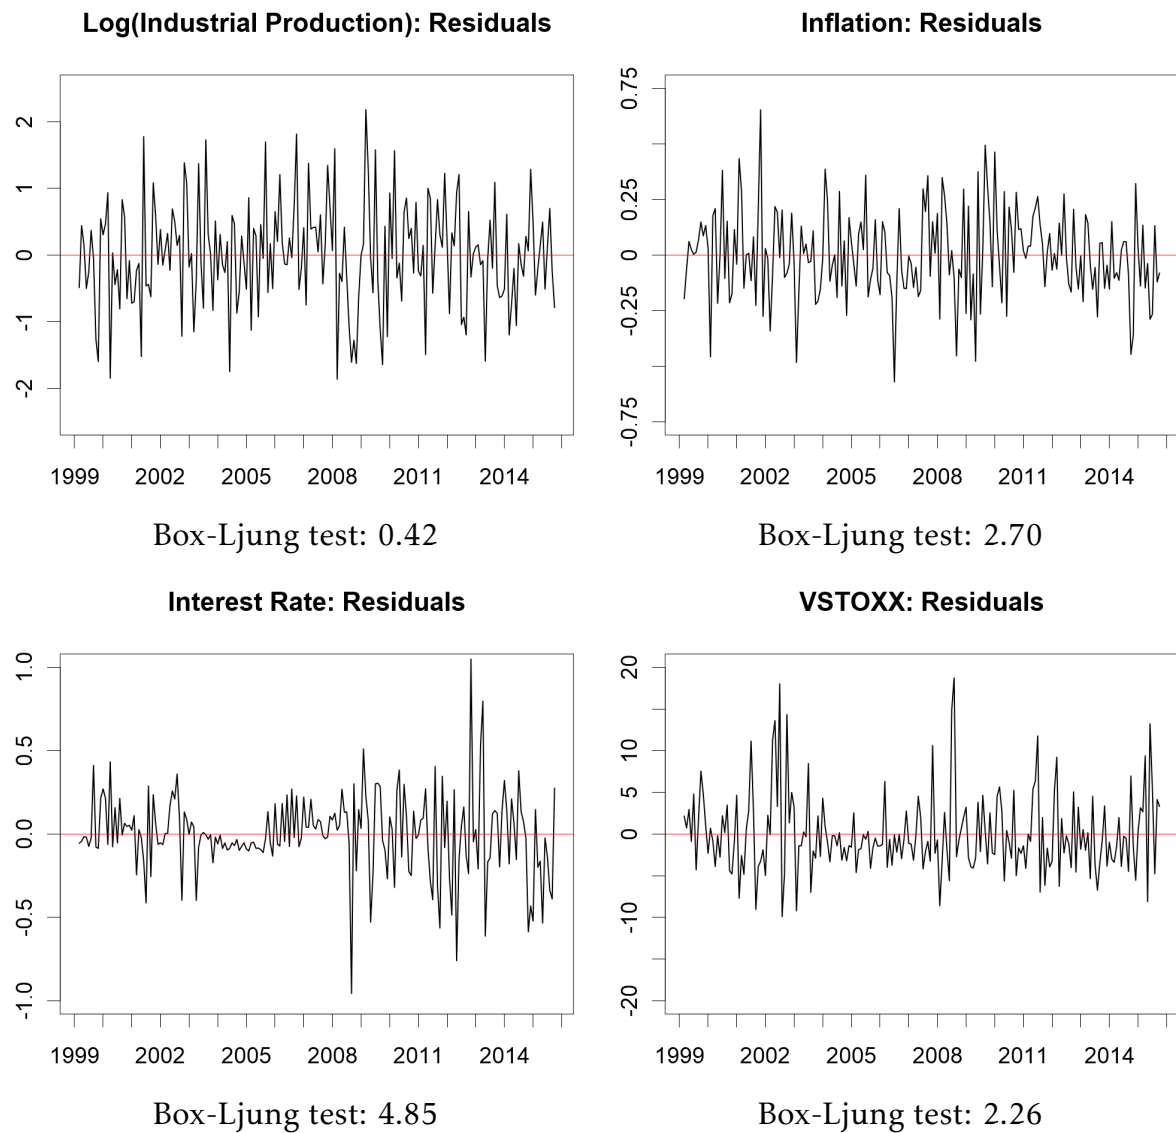 Log(Industrial Production): Residuals
2
1
0
-1
-2
1999 2002 2005 2008 2011 2014
Box-Ljung test: 0.42
Inflation: Residuals
0.75
0.25
0
-0.25
-0.75
1999 2002 2005 2008 2011 2014
Box-Ljung test: 2.70
Interest Rate: Residuals
1.0
0.5
0.0
-0.5
-1.0
1999 2002 2005 2008 2011 2014
Box-Ljung test: 4.85
VSTOXX: Residuals
20
10
5
0
-10
-20
1999 2002 2005 2008 2011 2014
Box-Ljung test: 2.26